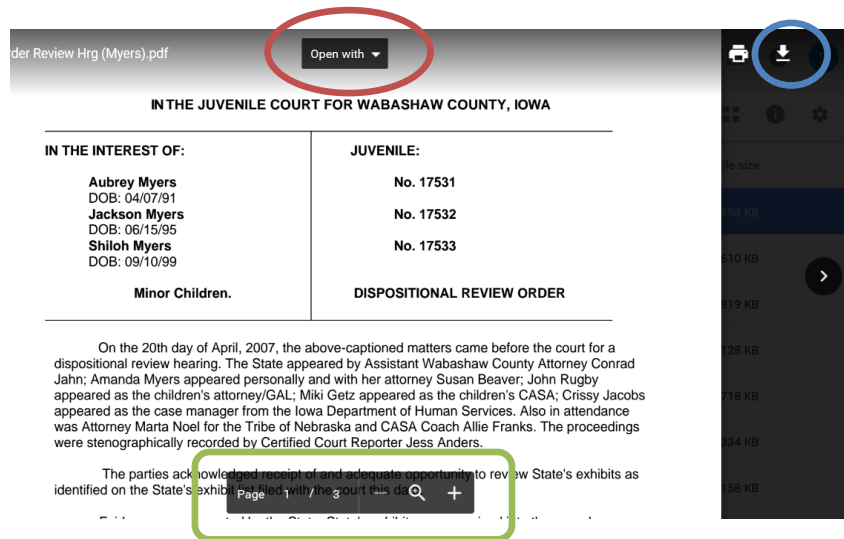 der Review Hrg (Myers).pdf
Open with
IN THE JUVENILE COURT FOR WABASHAW COUNTY, IOWA
IN THE INTEREST OF:
JUVENILE:
Aubrey Myers
No. 17531
DOB: 04/07/91
Jackson Myers
No. 17532
DOB: 06/15/95
Shiloh Myers
No. 17533
DOB: 09/10/99
Minor Children.
DISPOSITIONAL REVIEW ORDER
On the 20th day of April, 2007, the above-captioned matters came before the court for a
dispositional review hearing. The State appeared by Assistant Wabashaw County Attorney Conrad
Jahn; Amanda Myers appeared personally and with her attorney Susan Beaver; John Rugby
appeared as the children's attorney/GAL; Miki Getz appeared as the children's CASA; Crissy Jacobs
appeared as the case manager from the Iowa Department of Human Services. Also in attendance
was Attorney Marta Noel for the Tribe of Nebraska and CASA Coach Allie Franks. The proceedings
were stenographically recorded by Certified Court Reporter Jess Anders.
The parties acknowledged receipt of and adequate opportunity to review State's exhibits as
identified on the State's exhibit list filed with the court this date.
Page 1 / 3
ile size
158 KB
610 KB
819 KB
128 KB
718 KB
334 KB
158 KB